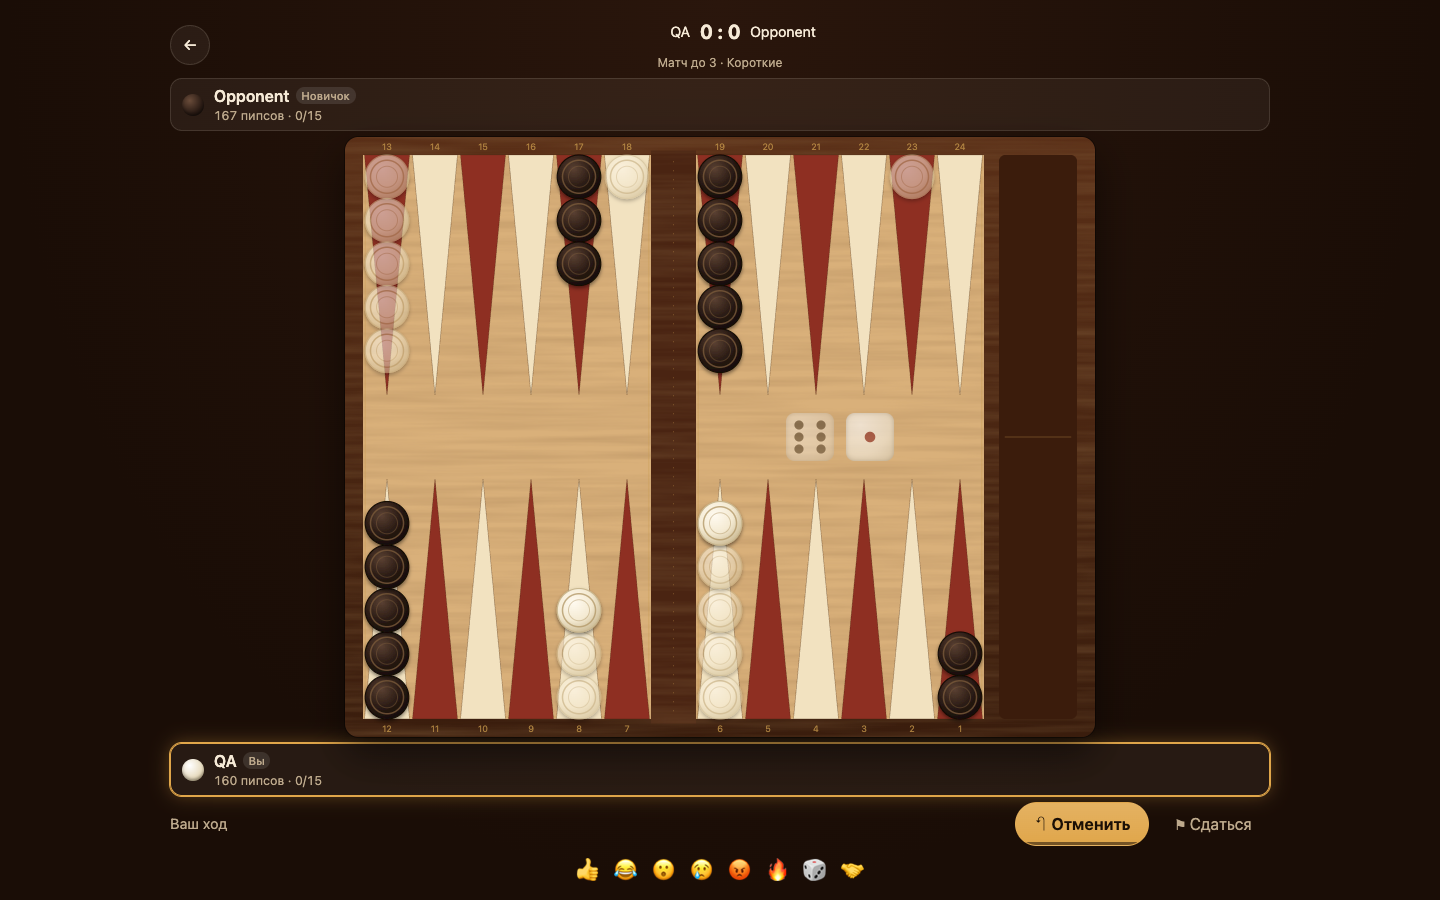 QA 0:0 Opponent
Матч до 3 · Короткие
Opponent Новичок
167 пипсов · 0/15
13 14 15 16 17 18 19 20 21 22 23 24
12 11 10 9 8 7 6 5 4 3 2 1
QA Вы
160 пипсов · 0/15
Ваш ход
Отменить
Сдаться